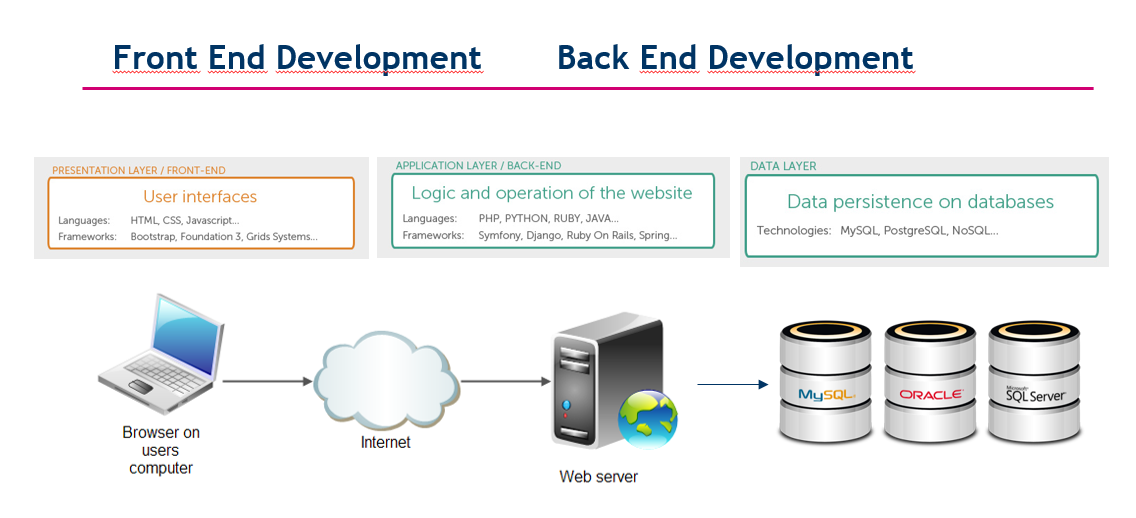 Front End Development
Back End Development
PRESENTATION LAYER / FRONT-END
User interfaces
Languages: HTML, CSS, Javascript...
Frameworks: Bootstrap, Foundation 3, Grids Systems...
APPLICATION LAYER / BACK-END
Logic and operation of the website
Languages: PHP, PYTHON, RUBY, JAVA...
Frameworks: Symfony, Django, Ruby On Rails, Spring...
DATA LAYER
Data persistence on databases
Technologies: MySQL, PostgreSQL, NoSQL...
Browser on
users
computer
Internet
Web server
MySQL
ORACLE
Microsoft
SQL Server